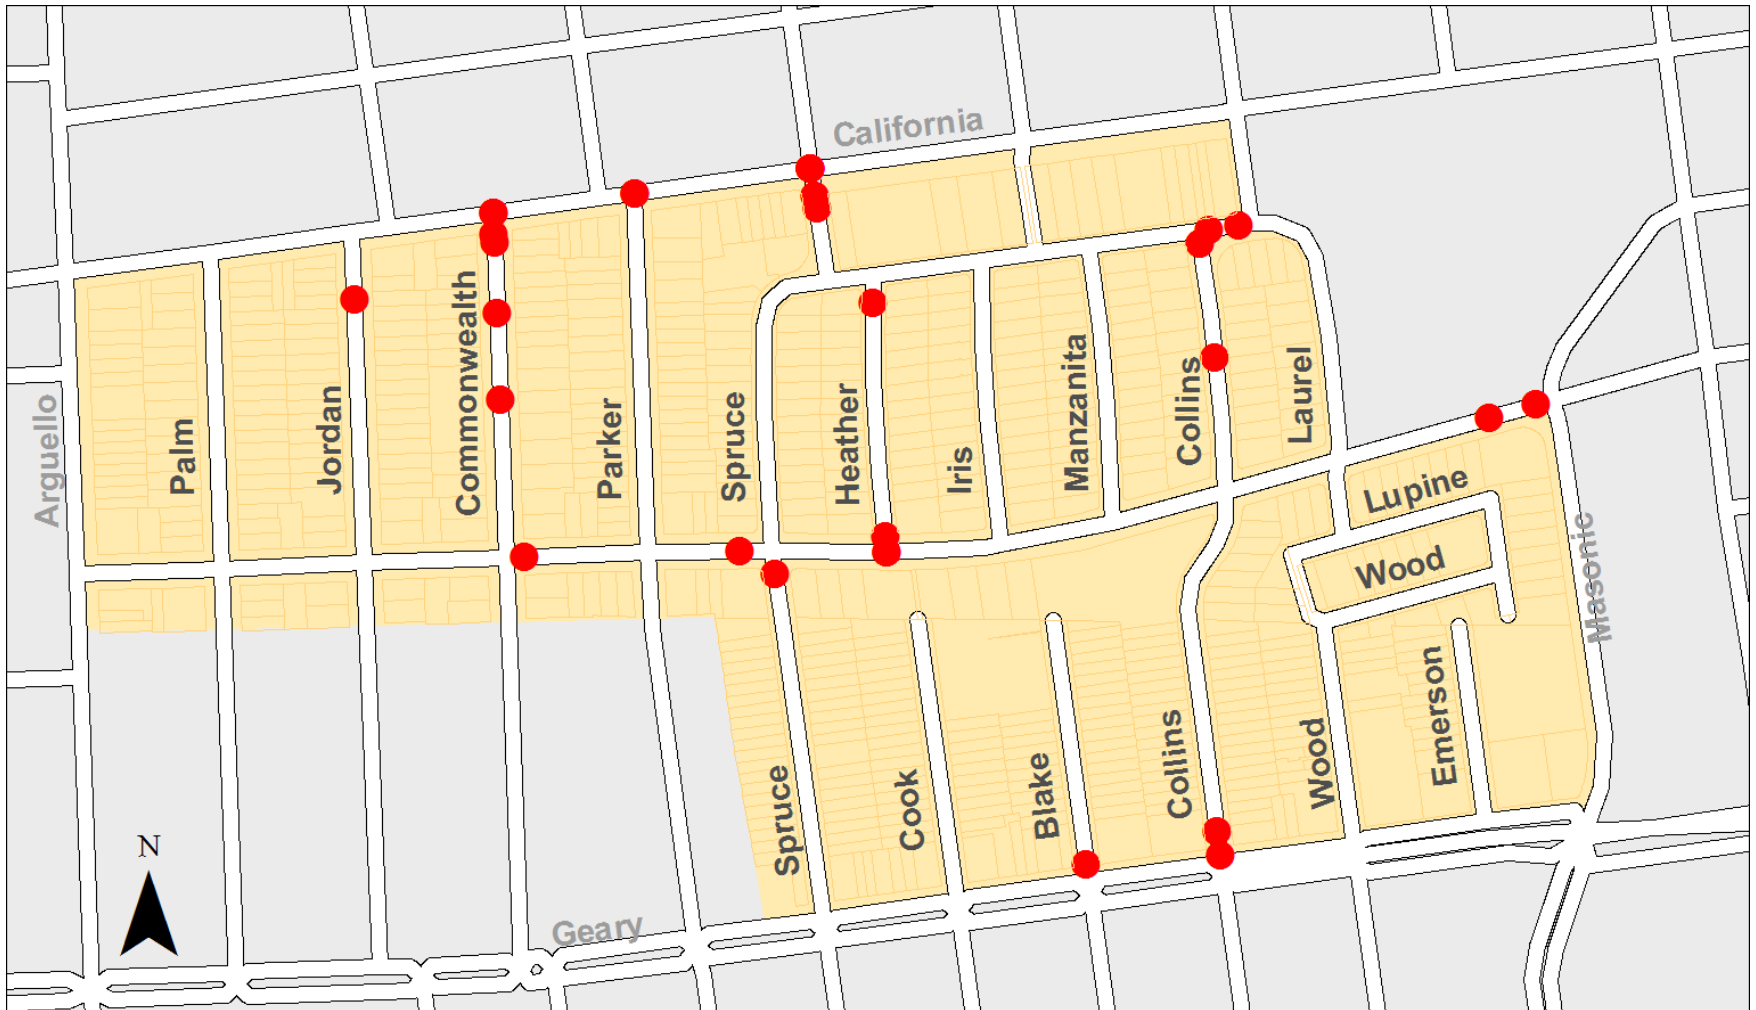 California
Commonwealth
Manzanita
Collins
Laurel
Jordan
Arguello
Palm
Parker
Spruce
Heather
Iris
Lupine
Wood
Masonic
Emerson
Wood
Collins
Blake
Cook
Spruce
N
Geary